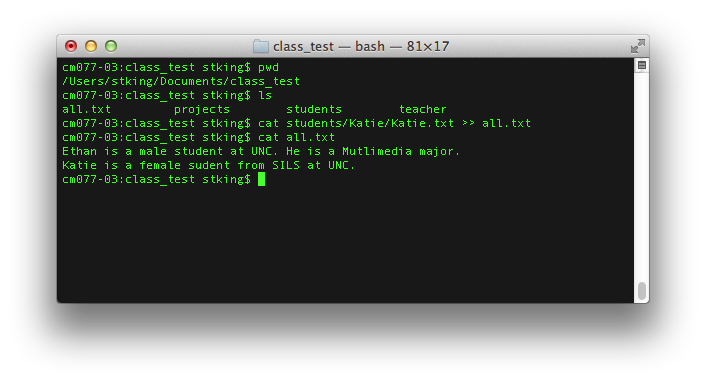 class_test — bash — 81×17
cm077-03:class_test stking$ pwd
/Users/stking/Documents/class_test
cm077-03:class_test stking$ ls
all.txt projects students teacher
cm077-03:class_test stking$ cat students/Katie/Katie.txt >> all.txt
cm077-03:class_test stking$ cat all.txt
Ethan is a male student at UNC. He is a Mutlimedia major.
Katie is a female sudent from SILS at UNC.
cm077-03:class_test stking$